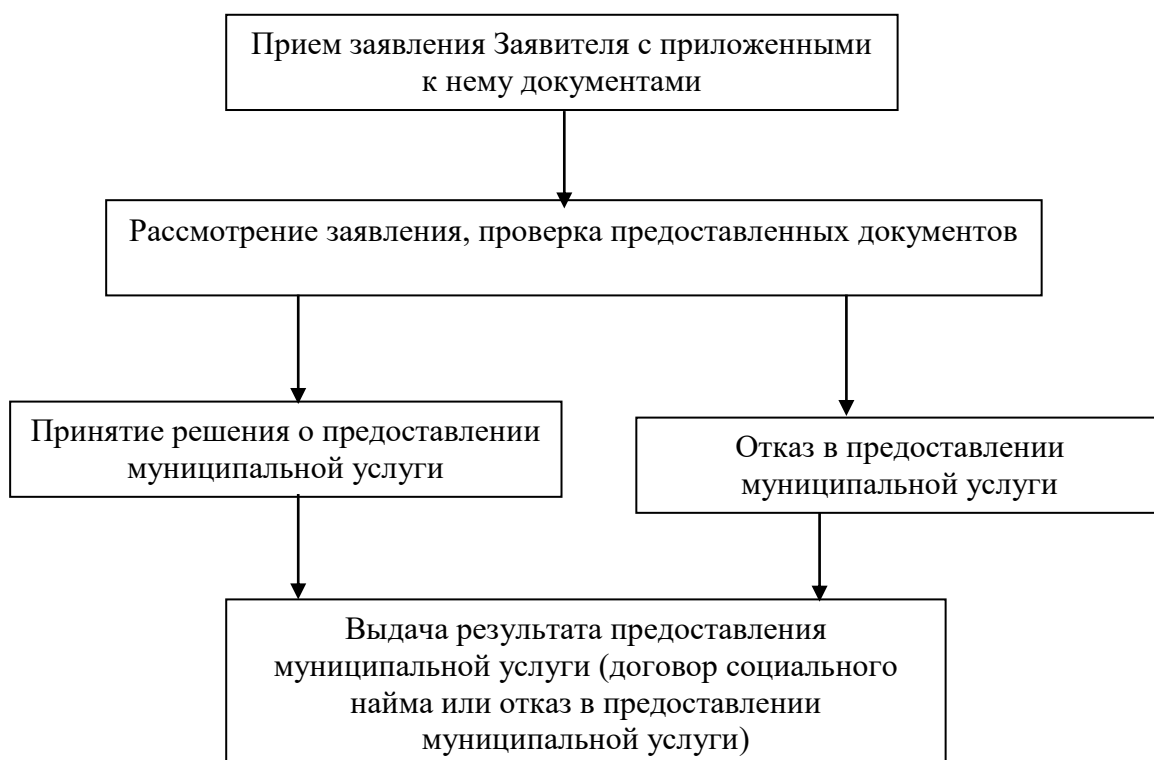 Прием заявления Заявителя с приложенными
к нему документами
Рассмотрение заявления, проверка предоставленных документов
Принятие решения о предоставлении
муниципальной услуги
Отказ в предоставлении
муниципальной услуги
Выдача результата предоставления
муниципальной услуги (договор социального
найма или отказ в предоставлении
муниципальной услуги)